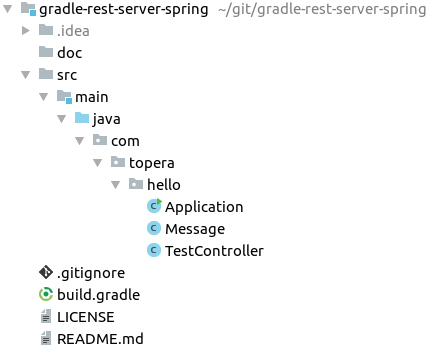 gradle-rest-server-spring ~/git/gradle-rest-server-spring
.idea
doc
src
main
java
com
topera
hello
Application
Message
TestController
.gitignore
build.gradle
LICENSE
README.md